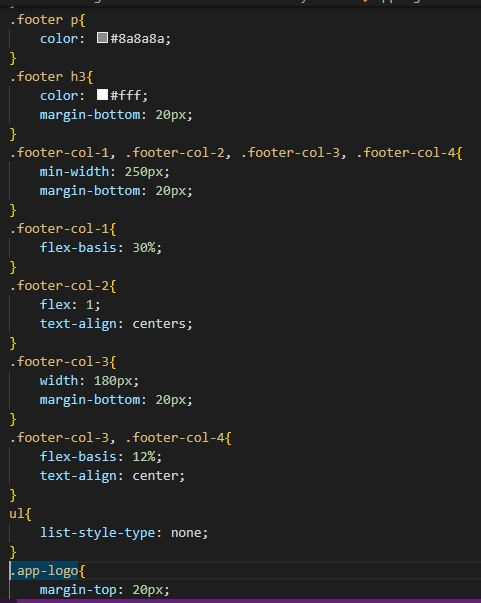 .footer p{
color: #8a8a8a;
}
.footer h3{
color: #fff;
margin-bottom: 20px;
}
.footer-col-1, .footer-col-2, .footer-col-3, .footer-col-4{
min-width: 250px;
margin-bottom: 20px;
}
.footer-col-1{
flex-basis: 30%;
}
.footer-col-2{
flex: 1;
text-align: centers;
}
.footer-col-3{
width: 180px;
margin-bottom: 20px;
}
.footer-col-3, .footer-col-4{
flex-basis: 12%;
text-align: center;
}
ul{
list-style-type: none;
}
.app-logo{
margin-top: 20px;